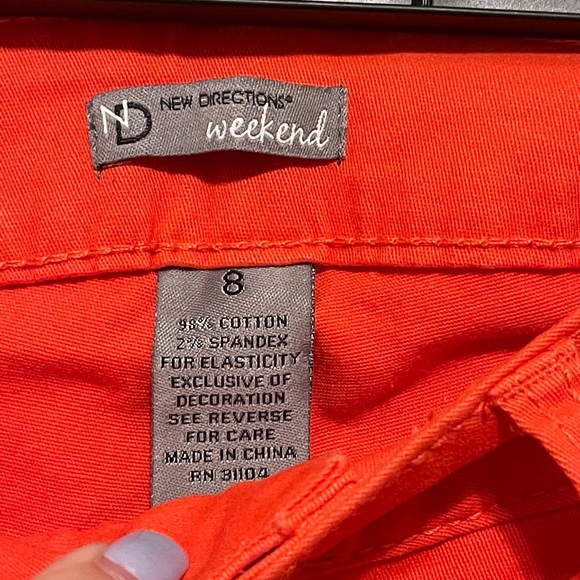 ND NEW DIRECTIONS®
weekend
8
98% COTTON
2% SPANDEX
FOR ELASTICITY
EXCLUSIVE OF
DECORATION
SEE REVERSE
FOR CARE
MADE IN CHINA
RN 31104